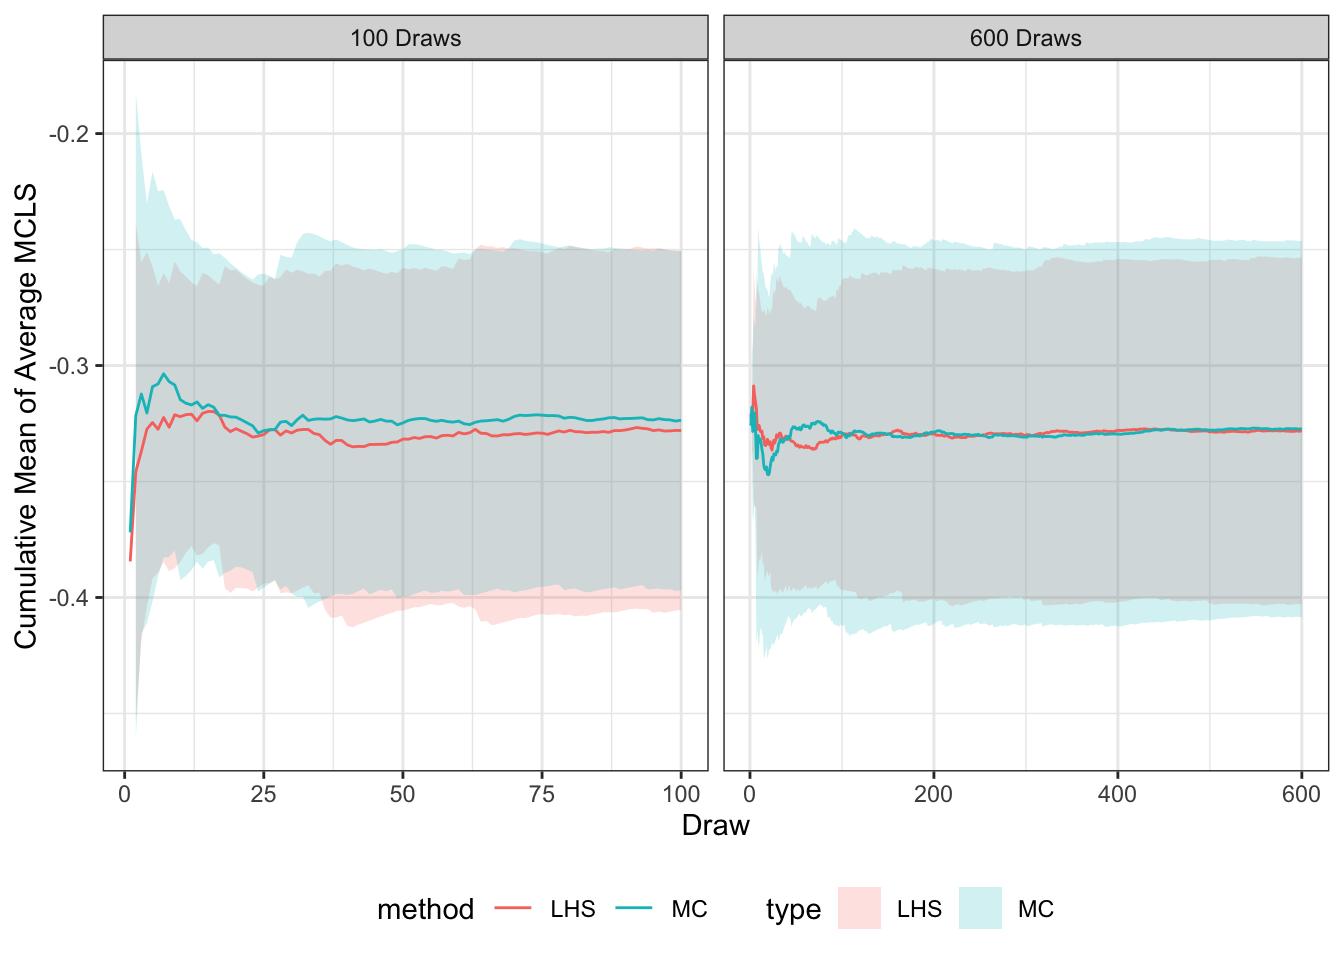 100 Draws
600 Draws
Cumulative Mean of Average MCLS
-0.2
-0.3
-0.4
0 25 50 75 100
0 200 400 600
Draw
method LHS MC type LHS MC